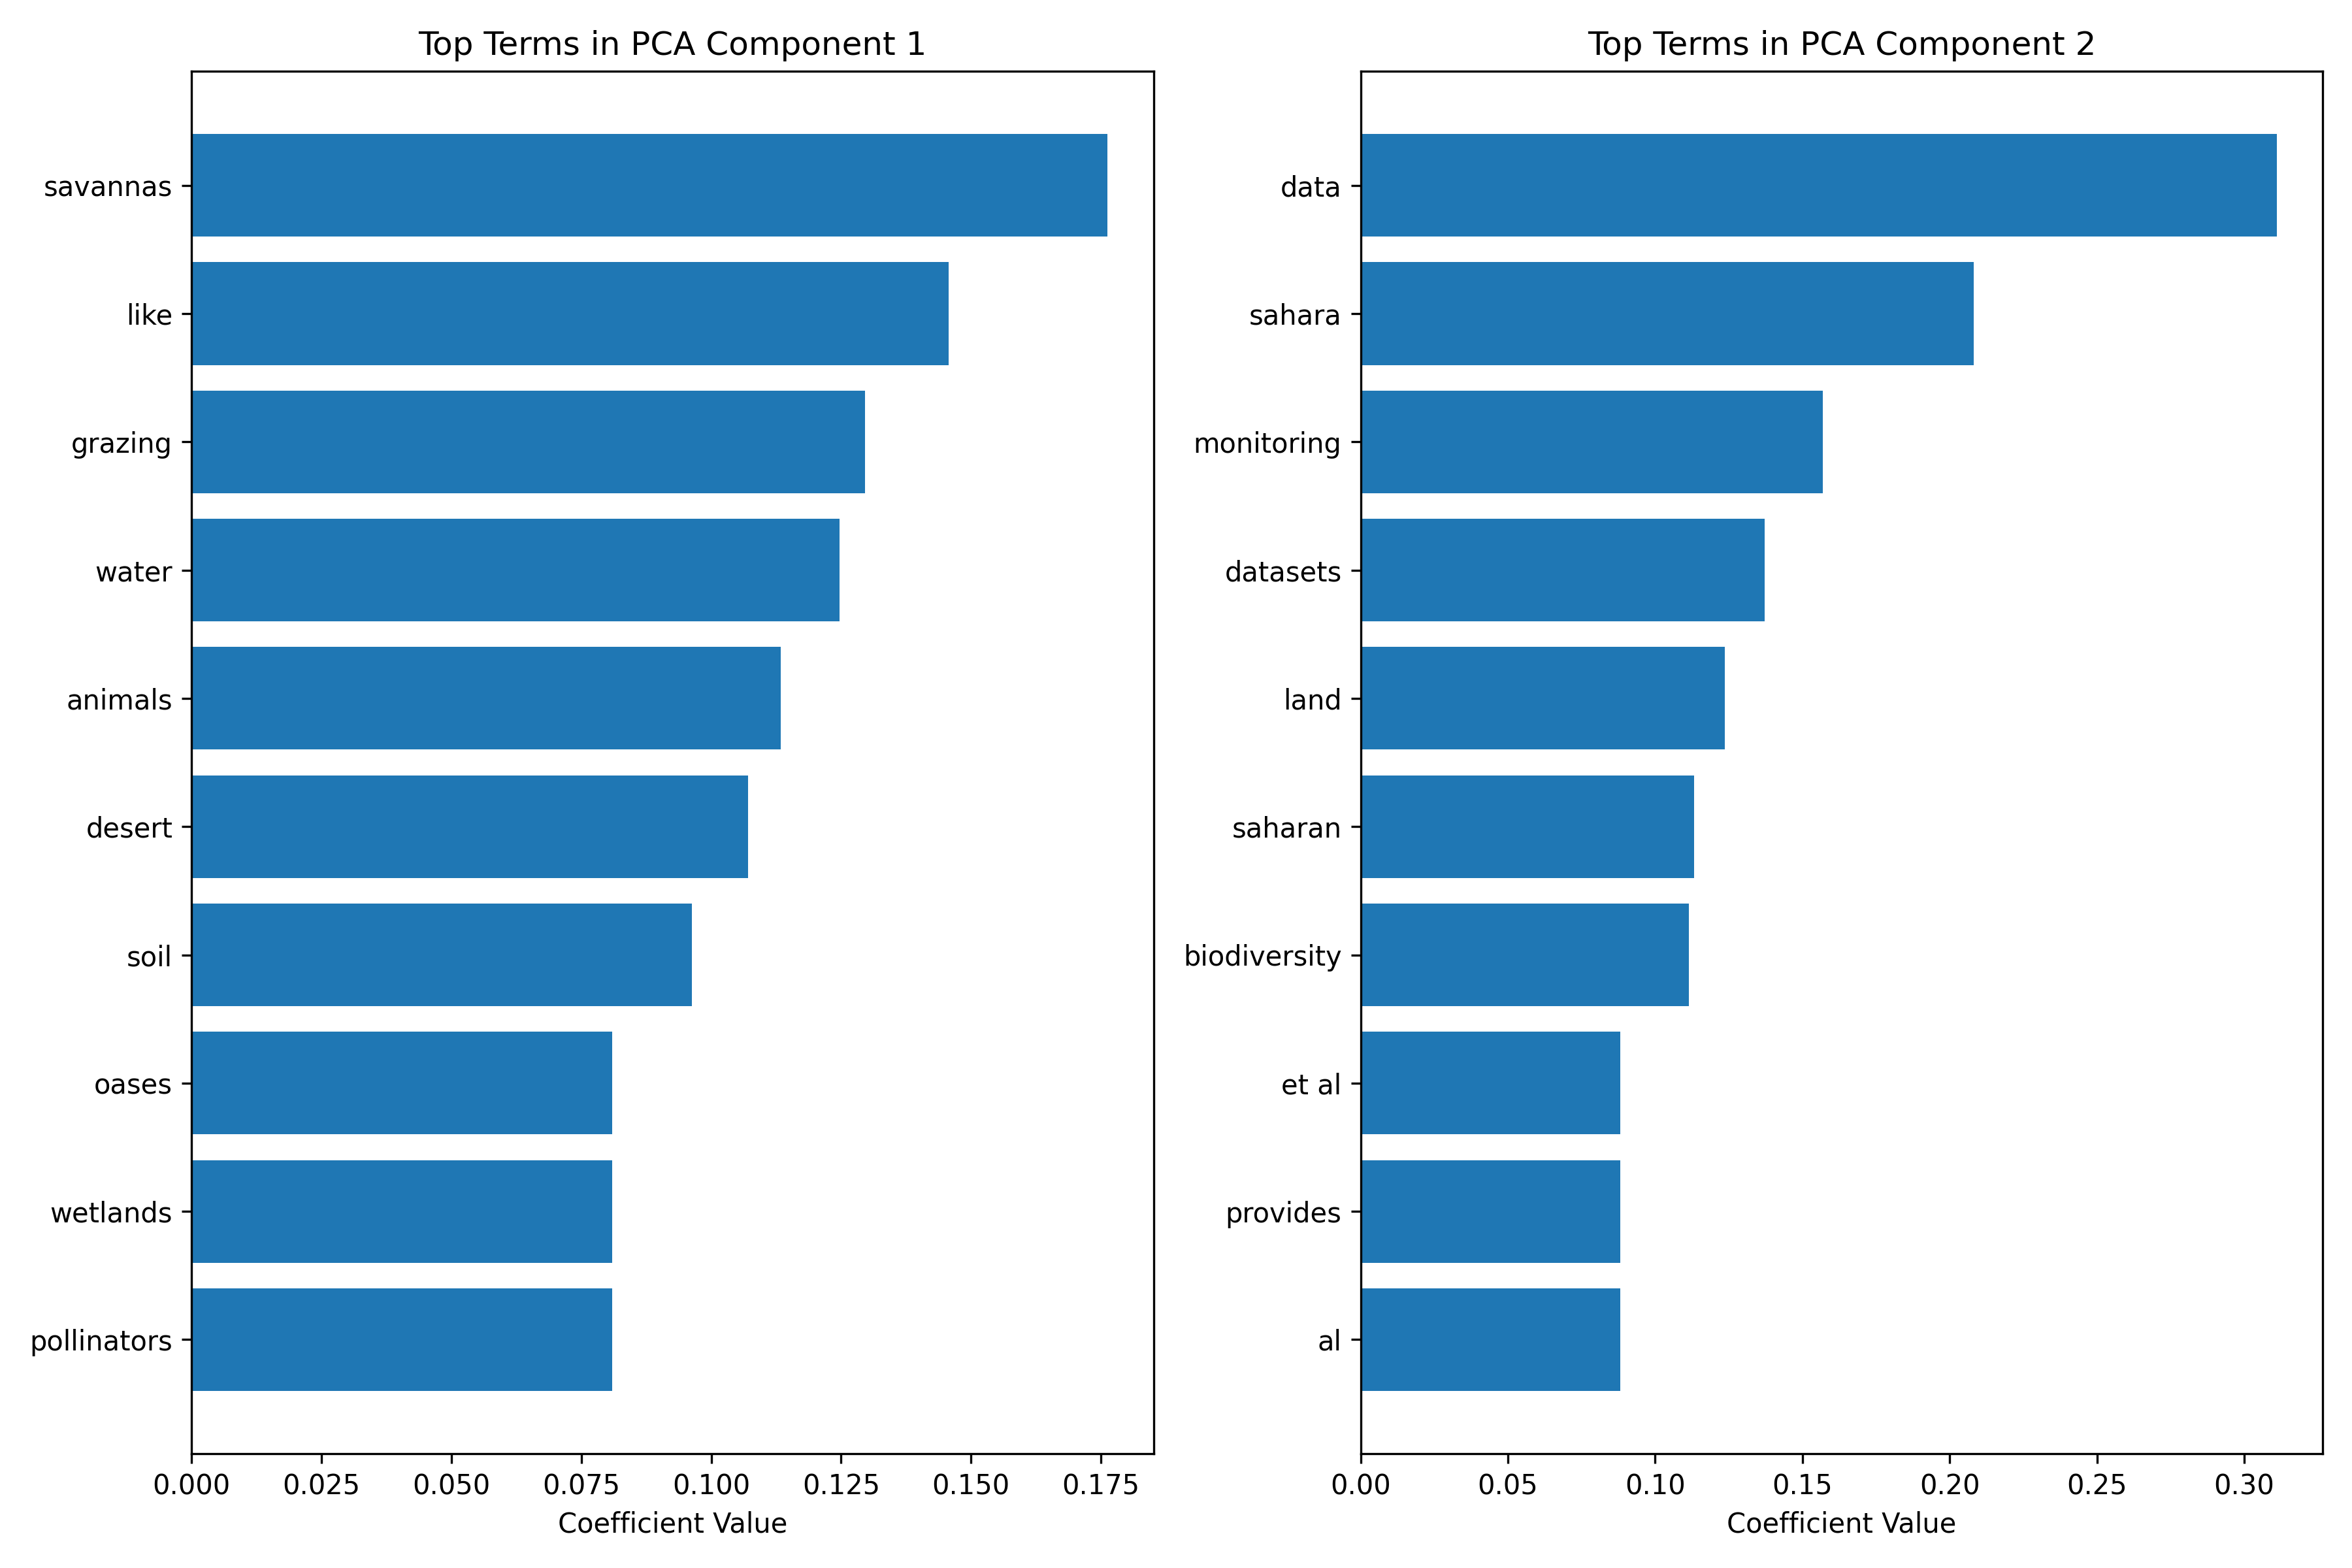 Top Terms in PCA Component 1
savannas
like
grazing
water
animals
desert
soil
oases
wetlands
pollinators
0.000 0.025 0.050 0.075 0.100 0.125 0.150 0.175
Coefficient Value
Top Terms in PCA Component 2
data
sahara
monitoring
datasets
land
saharan
biodiversity
et al
provides
al
0.00 0.05 0.10 0.15 0.20 0.25 0.30
Coefficient Value